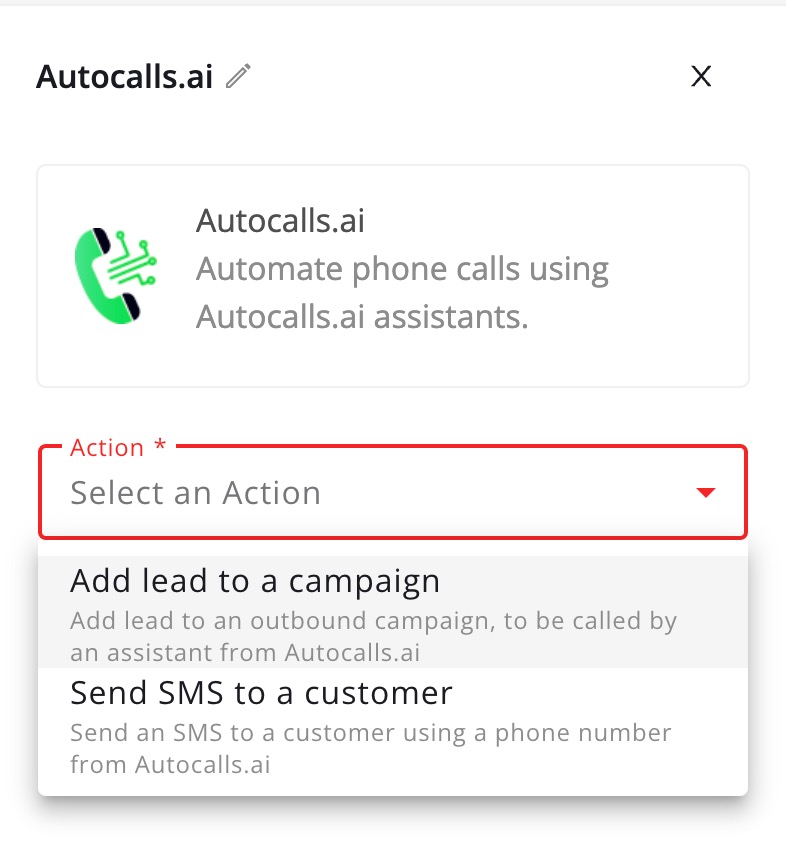 Autocalls.ai
X
Autocalls.ai
Automate phone calls using
Autocalls.ai assistants.
Action *
Select an Action
Add lead to a campaign
Add lead to an outbound campaign, to be called by
an assistant from Autocalls.ai
Send SMS to a customer
Send an SMS to a customer using a phone number
from Autocalls.ai